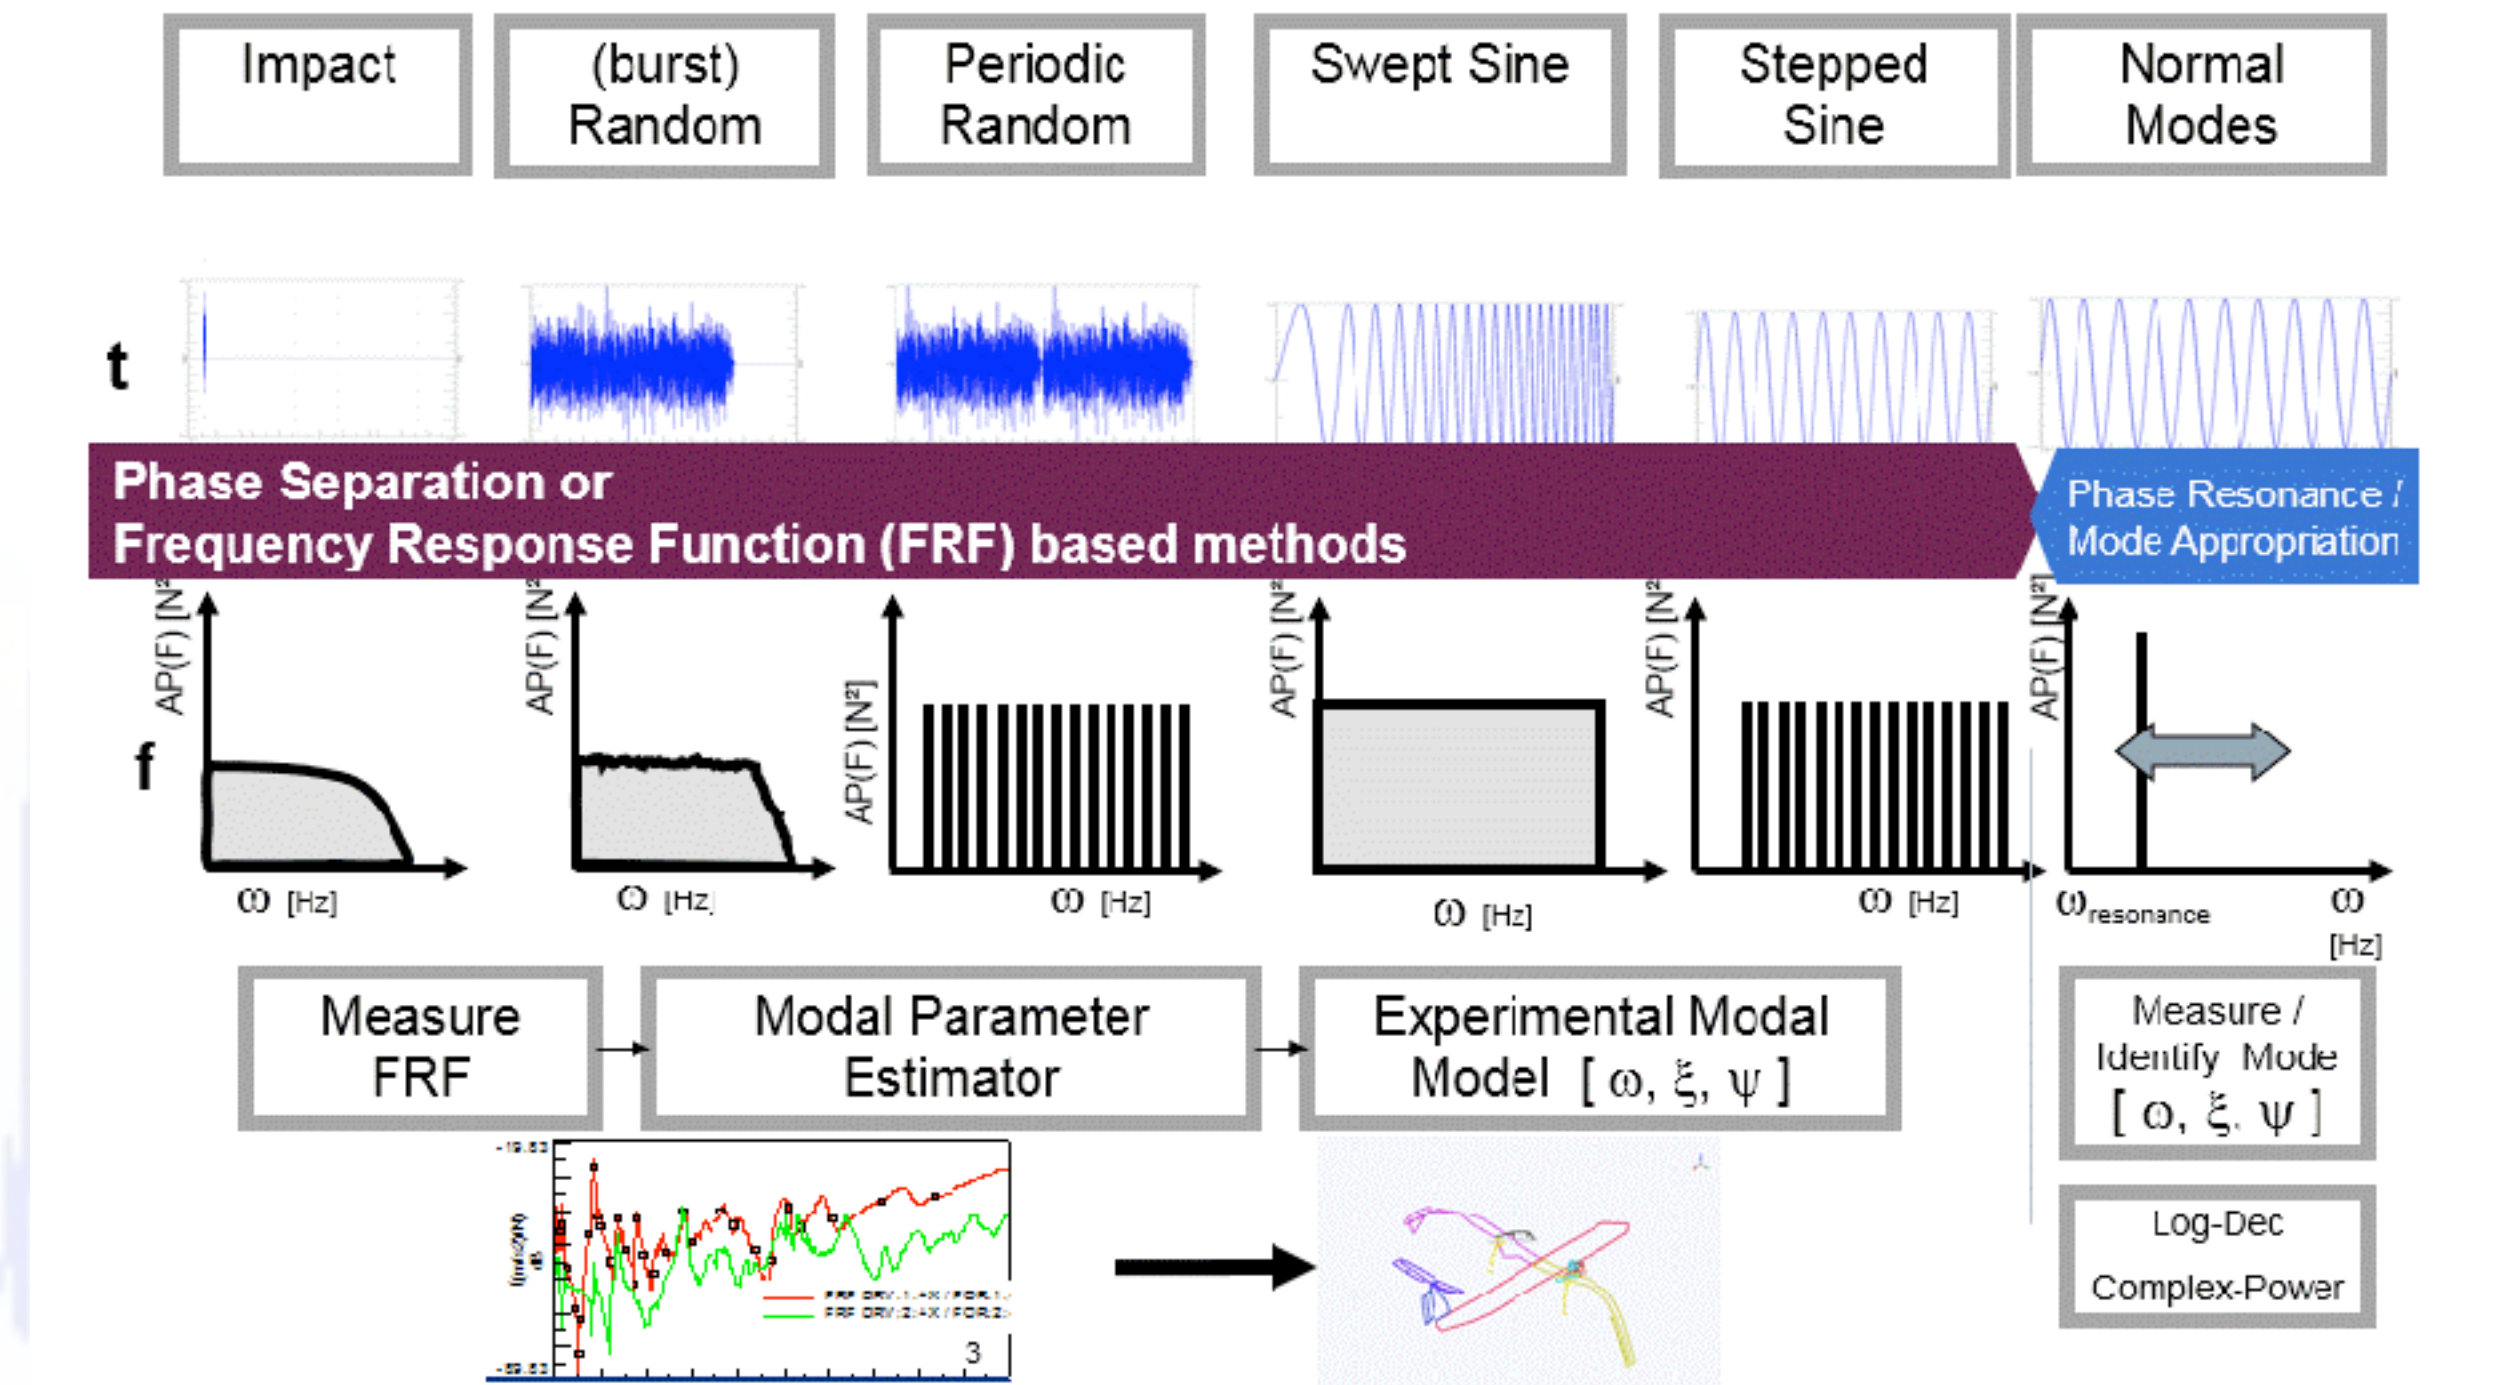 Impact
(burst)
Random
Periodic
Random
Swept Sine
Stepped
Sine
Normal
Modes
t
Phase Separation or
Frequency Response Function (FRF) based methods
Phase Resonance /
Mode Appropriation
f
AP(F) [N²
ω [Hz]
AP(F) [N²
ω [Hz]
AP(F) [N²]
ω [Hz]
AP(F) [N²
ω [Hz]
AP(F) [N²
ω [Hz]
AP(F) [N²]
ωresonance
ω
[Hz]
Measure
FRF
Modal Parameter
Estimator
Experimental Modal
Model [ ω, ξ, ψ ]
Measure /
Identify Mode
[ ω, ξ, ψ ]
Log-Dec
Complex-Power
-19.53
dB
3